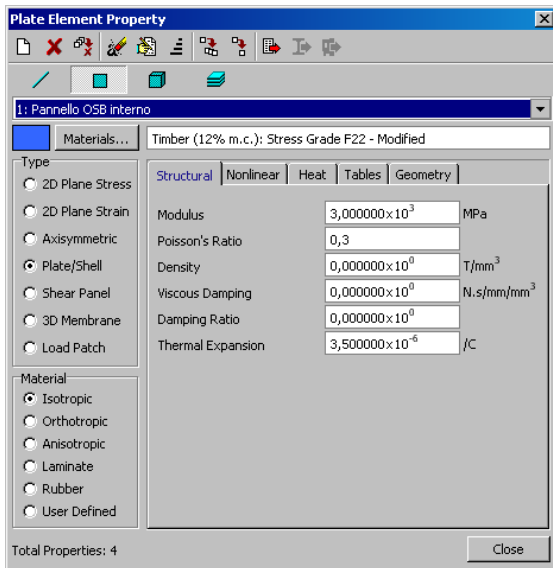 Plate Element Property
1: Pannello OSB interno
Materials...
Timber (12% m.c.): Stress Grade F22 - Modified
Type
2D Plane Stress
2D Plane Strain
Axisymmetric
Plate/Shell
Shear Panel
3D Membrane
Load Patch
Material
Isotropic
Orthotropic
Anisotropic
Laminate
Rubber
User Defined
Structural Nonlinear Heat Tables Geometry
Modulus 3,000000x10³ MPa
Poisson's Ratio 0,3
Density 0,000000x10⁰ T/mm³
Viscous Damping 0,000000x10⁰ N.s/mm/mm³
Damping Ratio 0,000000x10⁰
Thermal Expansion 3,500000x10⁻⁶ /C
Total Properties: 4
Close